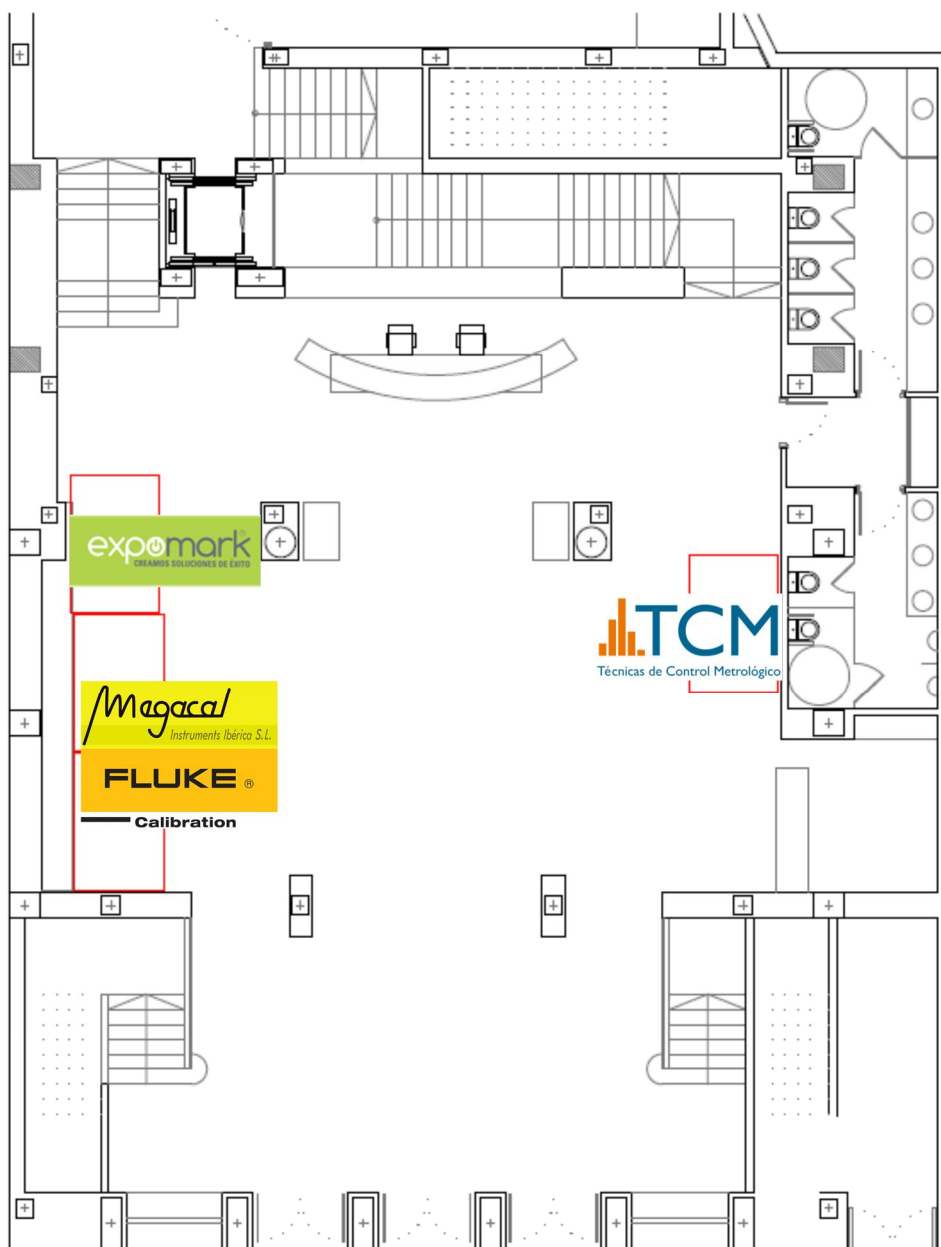 expomark®
CREAMOS SOLUCIONES DE ÉXITO
TCM
Técnicas de Control Metrológico
Megacal
Instruments Ibérica S.L.
FLUKE ®
Calibration